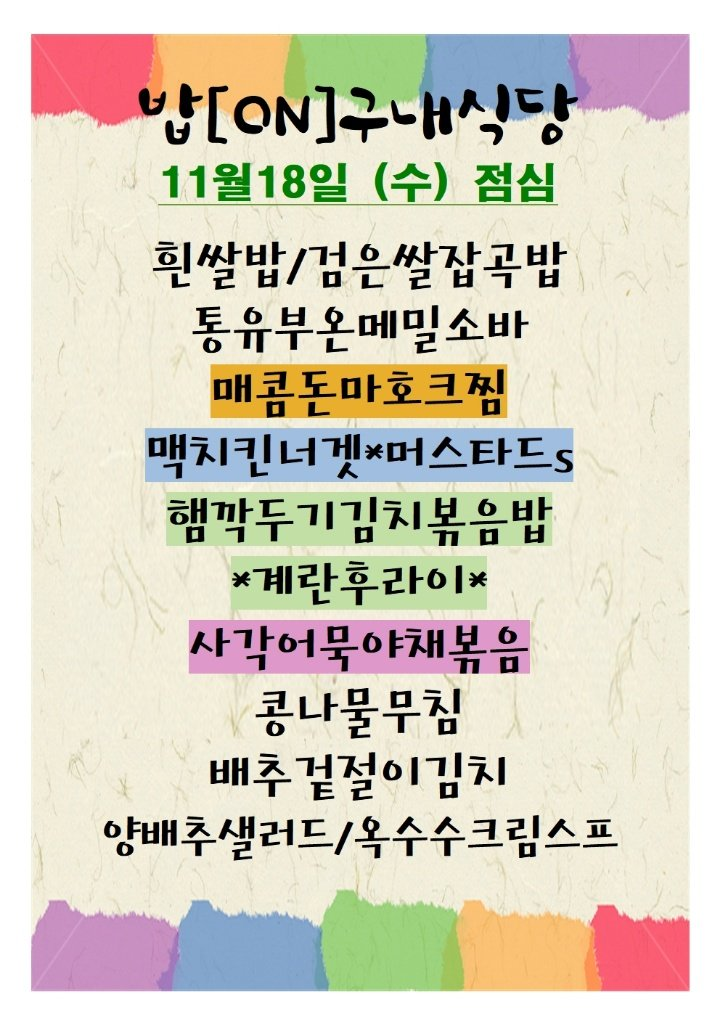 밥[ON]구내식당
11월18일 (수) 점심
흰쌀밥/검은쌀잡곡밥
통유부온메밀소바
매콤돈마호크찜
맥치킨너겟*머스타드s
햄깍두기김치볶음밥
*계란후라이*
사각어묵야채볶음
콩나물무침
배추겉절이김치
양배추샐러드/옥수수크림스프